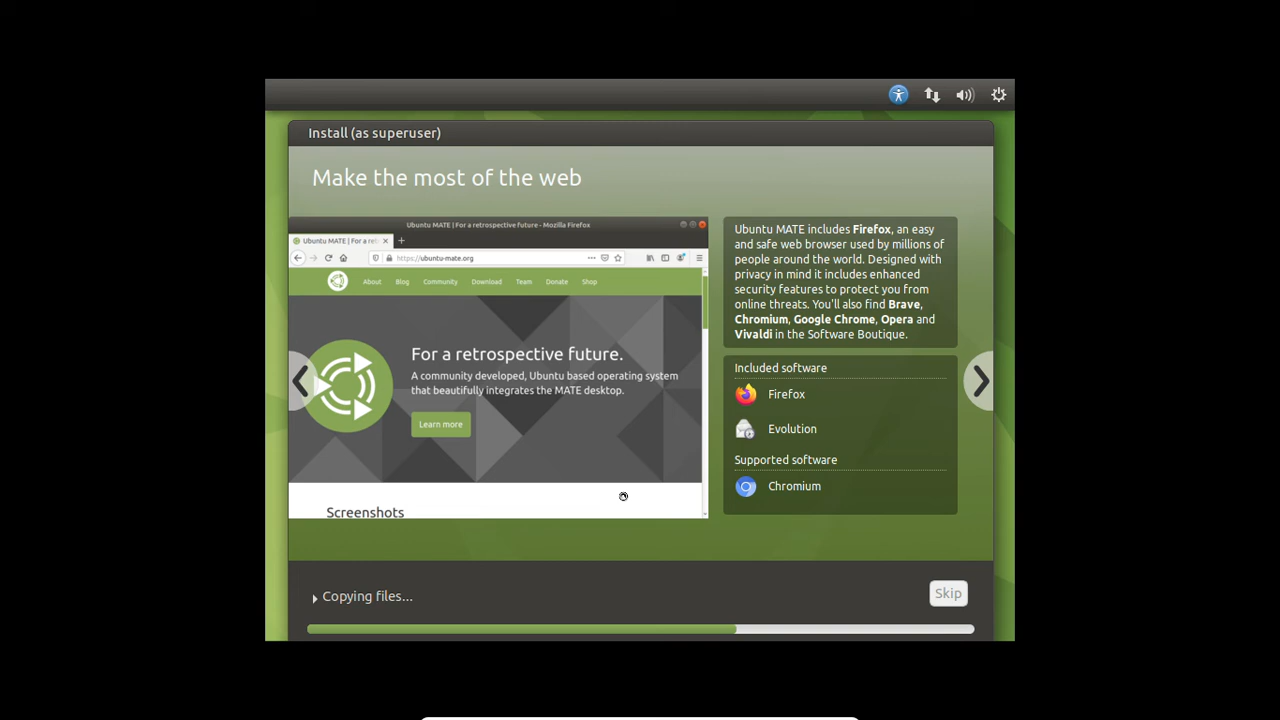 Install (as superuser)
Make the most of the web
Ubuntu MATE | For a retrospective future - Mozilla Firefox
Ubuntu MATE | For a retr
https://ubuntu-mate.org
About Blog Community Download Team Donate Shop
For a retrospective future.
A community developed, Ubuntu based operating system
that beautifully integrates the MATE desktop.
Learn more
Screenshots
Ubuntu MATE includes Firefox, an easy
and safe web browser used by millions of
people around the world. Designed with
privacy in mind it includes enhanced
security features to protect you from
online threats. You'll also find Brave,
Chromium, Google Chrome, Opera and
Vivaldi in the Software Boutique.
Included software
Firefox
Evolution
Supported software
Chromium
Copying files...
Skip